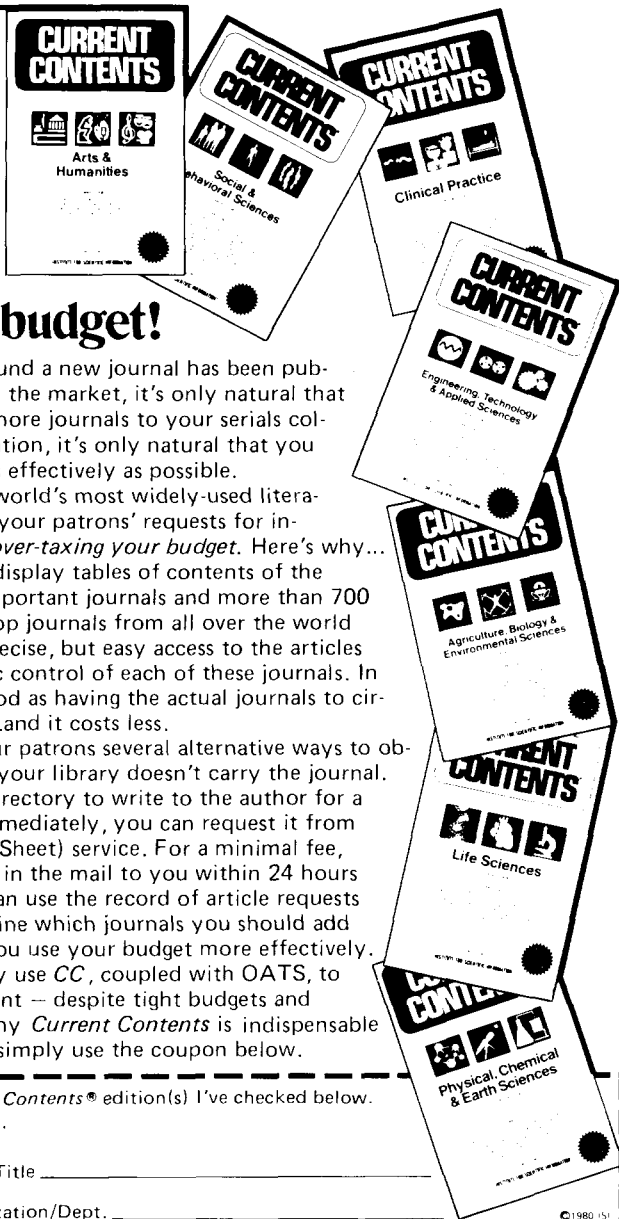 CURRENT
CONTENTS
Arts &
Humanities
INSTITUTE FOR SCIENTIFIC INFORMATION
CURRENT
CONTENTS
Social &
ehavioral Sciences
CURRENT
ONTENTS
Clinical Practice
CURRENT
CONTENTS
Engineering, Technology
& Applied Sciences
CONTENTS
Agriculture, Biology &
Environmental Sciences
CONTENTS
Life Sciences
Physical, Chemical
& Earth Sciences
budget!
und a new journal has been pub-
the market, it's only natural that
nore journals to your serials col-
tion, it's only natural that you
effectively as possible.
world's most widely-used litera-
your patrons' requests for in-
over-taxing your budget. Here's why...
display tables of contents of the
portant journals and more than 700
op journals from all over the world
ecise, but easy access to the articles
c control of each of these journals. In
od as having the actual journals to cir-
.and it costs less.
ur patrons several alternative ways to ob-
your library doesn't carry the journal.
rectory to write to the author for a
mediately, you can request it from
Sheet) service. For a minimal fee,
in the mail to you within 24 hours
an use the record of article requests
ine which journals you should add
ou use your budget more effectively.
y use CC, coupled with OATS, to
nt — despite tight budgets and
hy Current Contents is indispensable
simply use the coupon below.
Contents® edition(s) I've checked below.
Title
ation/Dept.
©1980 ISI